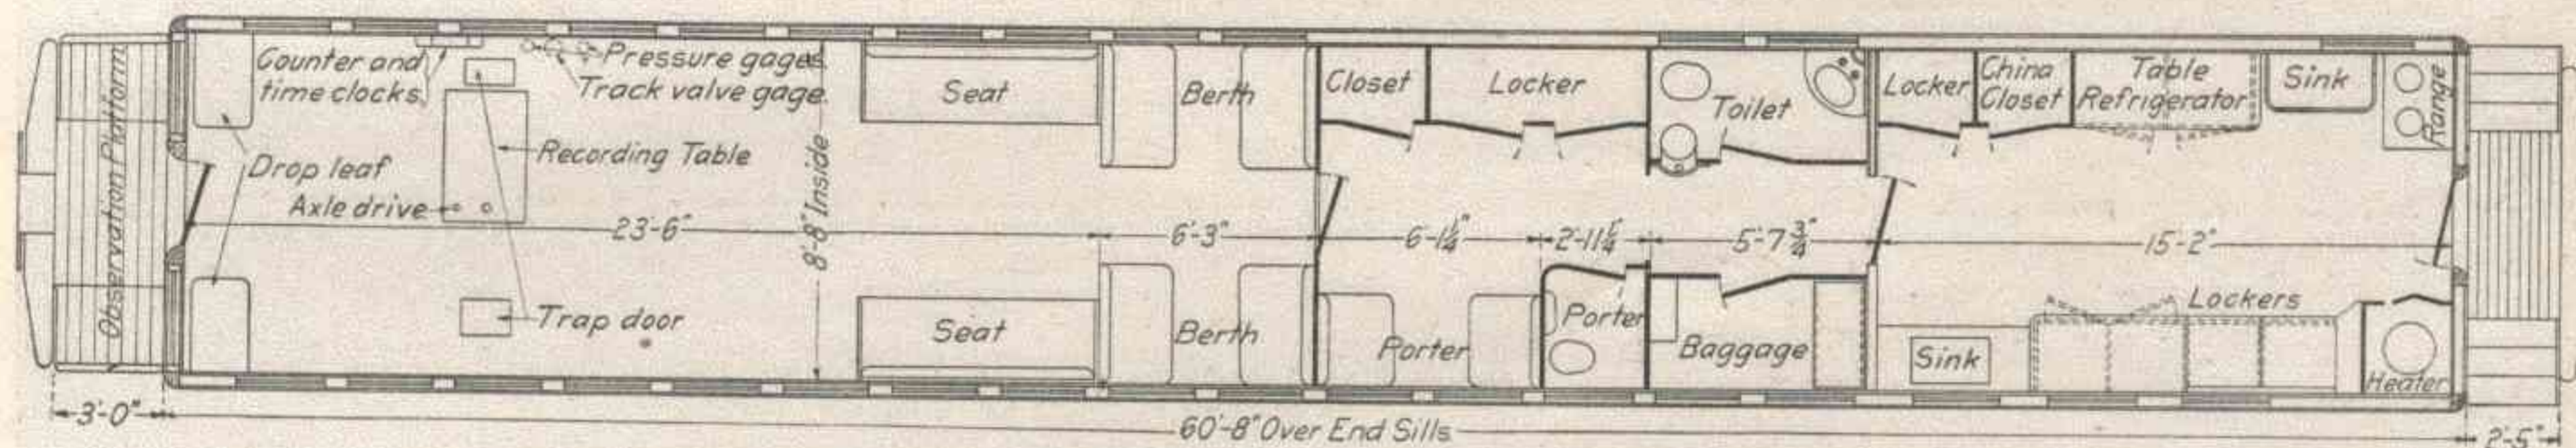 Observation Platform
Counter and
time clocks
Pressure gages
Track valve gage
Drop leaf
Recording Table
Axle drive
Trap door
23'-6"
8'-8" Inside
Seat
Seat
Berth
6'-3"
Berth
Closet
Locker
6'-1¼"
Porter
2'-11¼"
Porter
Toilet
5'-7¾"
Baggage
Locker
China
Closet
Table
Refrigerator
Sink
Range
15'-2"
Lockers
Sink
Heater
3'-0"
60'-8" Over End Sills
2'-5"